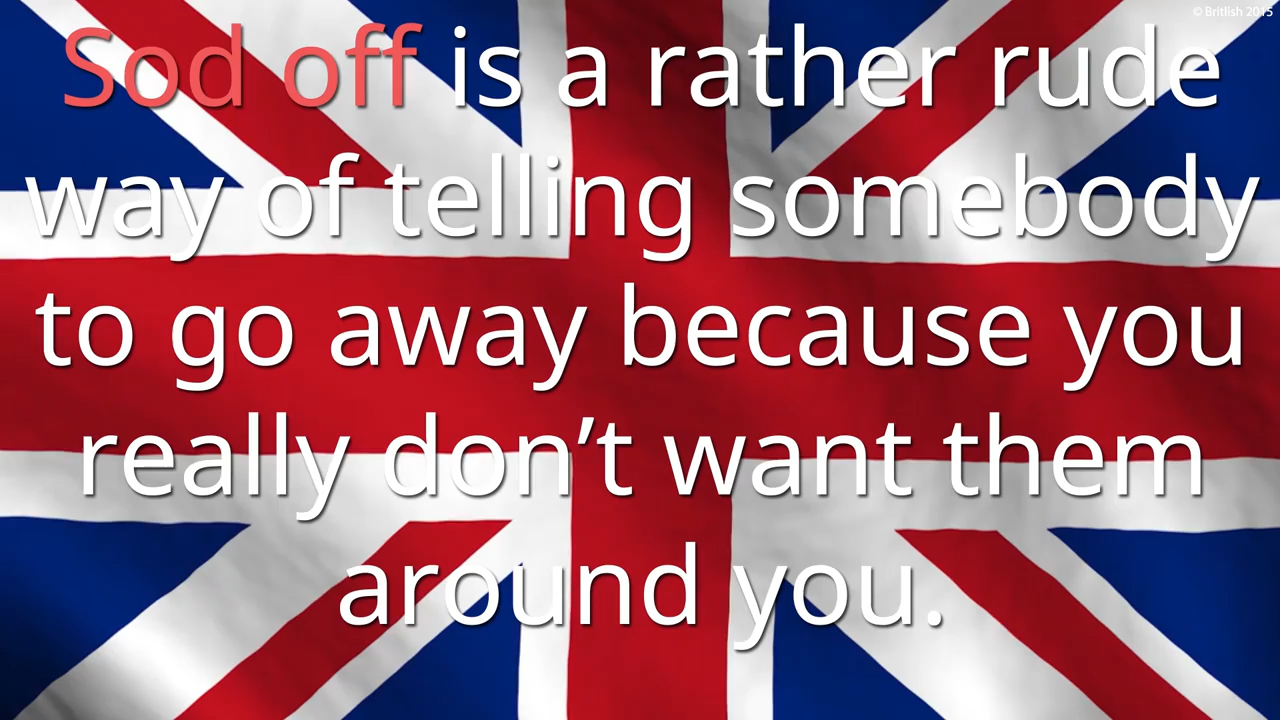 © Britlish 2015
Sod off is a rather rude
way of telling somebody
to go away because you
really don’t want them
around you.